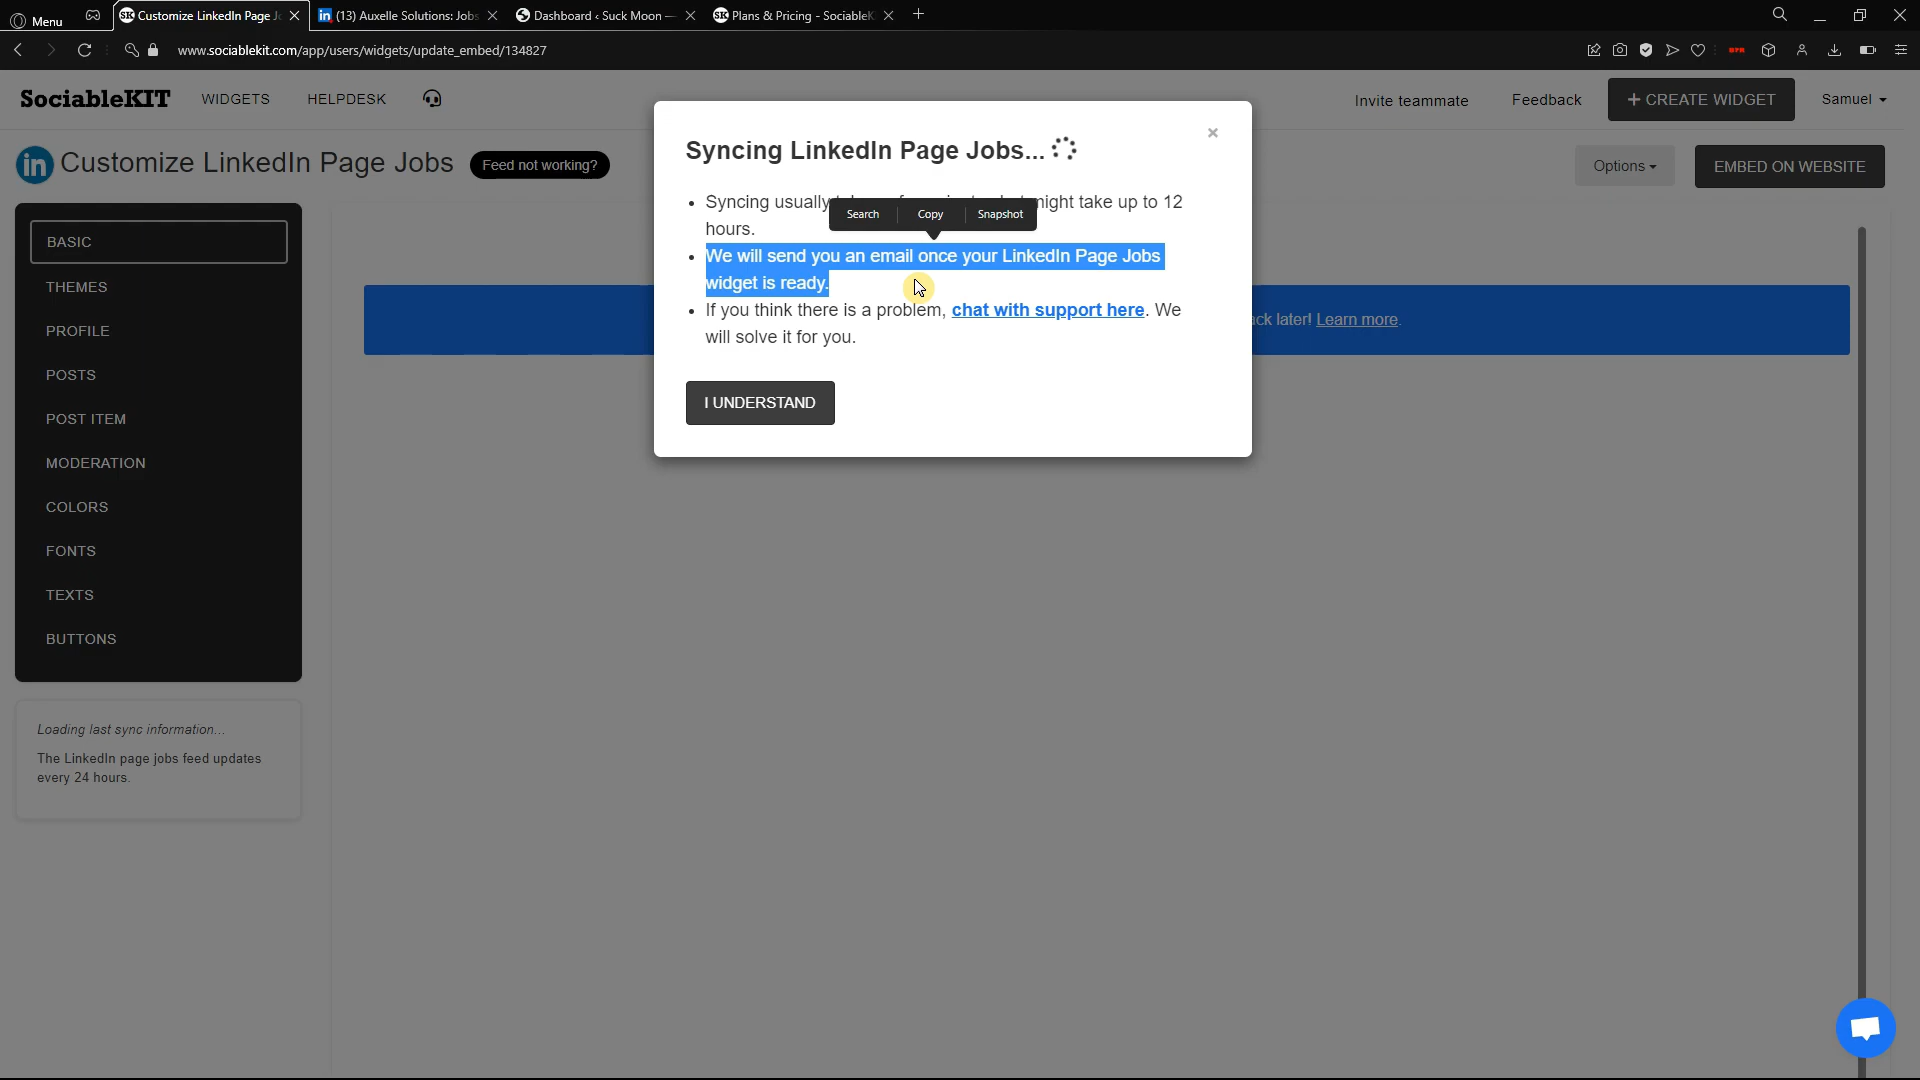 Menu
SK Customize LinkedIn Page J
in (13) Auxelle Solutions: Jobs
Dashboard ‹ Suck Moon —
SK Plans & Pricing - SociableK
www.sociablekit.com/app/users/widgets/update_embed/134827
SociableKIT
WIDGETS
HELPDESK
Invite teammate
Feedback
+ CREATE WIDGET
Samuel
in Customize LinkedIn Page Jobs
Feed not working?
Options
EMBED ON WEBSITE
BASIC
THEMES
PROFILE
POSTS
POST ITEM
MODERATION
COLORS
FONTS
TEXTS
BUTTONS
Loading last sync information...
The LinkedIn page jobs feed updates
every 24 hours.
Syncing LinkedIn Page Jobs...
×
• Syncing usually might take up to 12
hours.
Search Copy Snapshot
• We will send you an email once your LinkedIn Page Jobs
widget is ready.
• If you think there is a problem, chat with support here. We
will solve it for you.
I UNDERSTAND
ck later! Learn more.